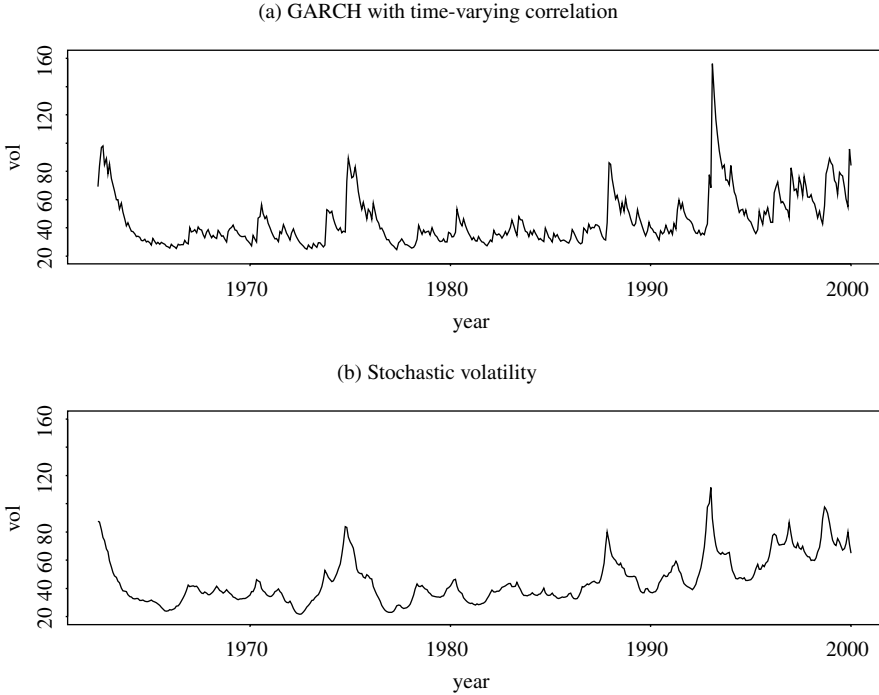 (a) GARCH with time-varying correlation
vol
20 40 60 80 120 160
1970 1980 1990 2000
year
(b) Stochastic volatility
vol
20 40 60 80 120 160
1970 1980 1990 2000
year